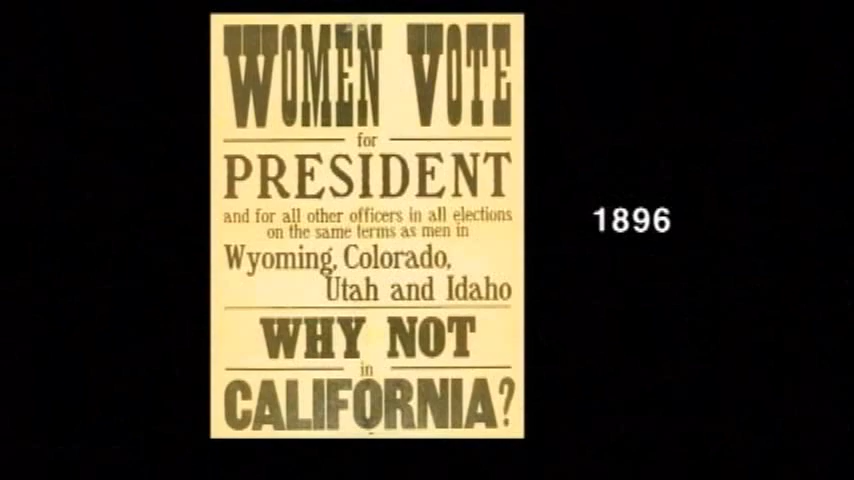 WOMEN VOTE
for
PRESIDENT
and for all other officers in all elections
on the same terms as men in
Wyoming, Colorado,
Utah and Idaho
WHY NOT
in
CALIFORNIA?
1896